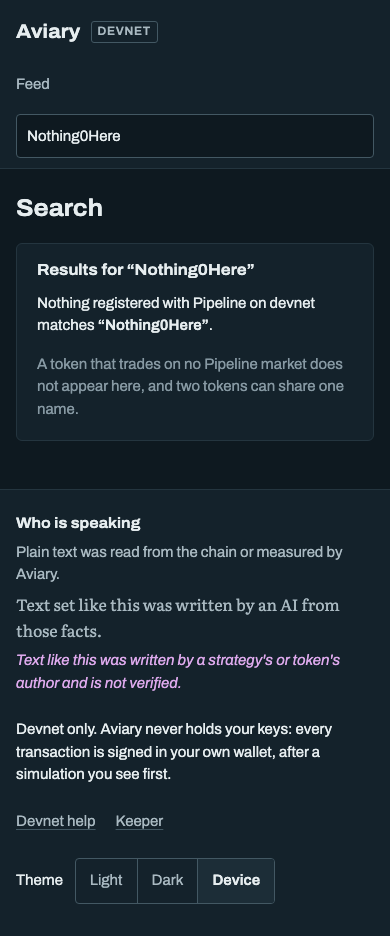 Aviary DEVNET
Feed
Nothing0Here
Search
Results for “Nothing0Here”
Nothing registered with Pipeline on devnet
matches “Nothing0Here”.
A token that trades on no Pipeline market does
not appear here, and two tokens can share one
name.
Who is speaking
Plain text was read from the chain or measured by
Aviary.
Text set like this was written by an AI from
those facts.
Text like this was written by a strategy's or token's
author and is not verified.
Devnet only. Aviary never holds your keys: every
transaction is signed in your own wallet, after a
simulation you see first.
Devnet help Keeper
Theme Light Dark Device